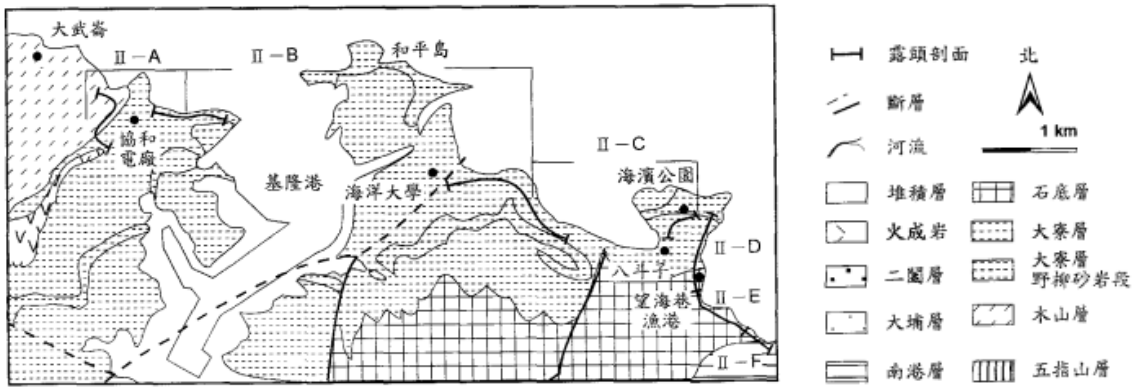 大武崙
Ⅱ－A
Ⅱ－B
和平島
協和
電廠
基隆港
海洋大學
Ⅱ－C
海濱公園
Ⅱ－D
八斗子
望海巷
漁港
Ⅱ－E
Ⅱ－F
露頭剖面
北
斷層
1 km
河流
堆積層
石底層
火成岩
大寮層
二鬮層
大寮層
野柳砂岩段
大埔層
木山層
南港層
五指山層